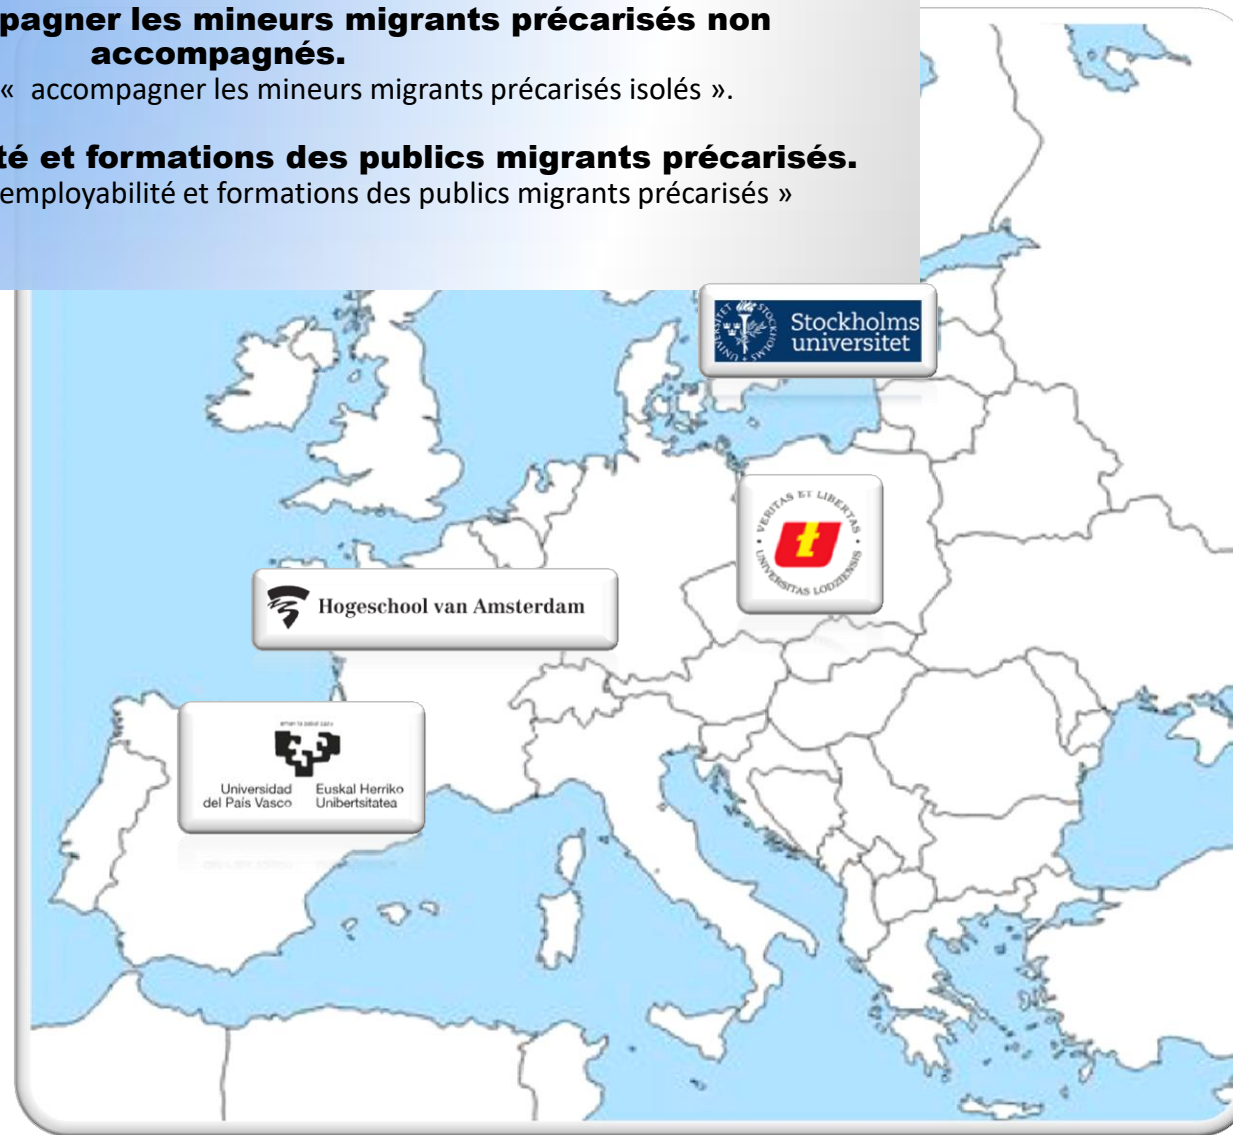 pagner les mineurs migrants précarisés non
accompagnés.
« accompagner les mineurs migrants précarisés isolés ».
té et formations des publics migrants précarisés.
employabilité et formations des publics migrants précarisés »
Stockholms
universitet
VERITAS ET LIBERTAS
UNIVERSITAS LODZIENSIS
Hogeschool van Amsterdam
Universidad
del País Vasco
Euskal Herriko
Unibertsitatea